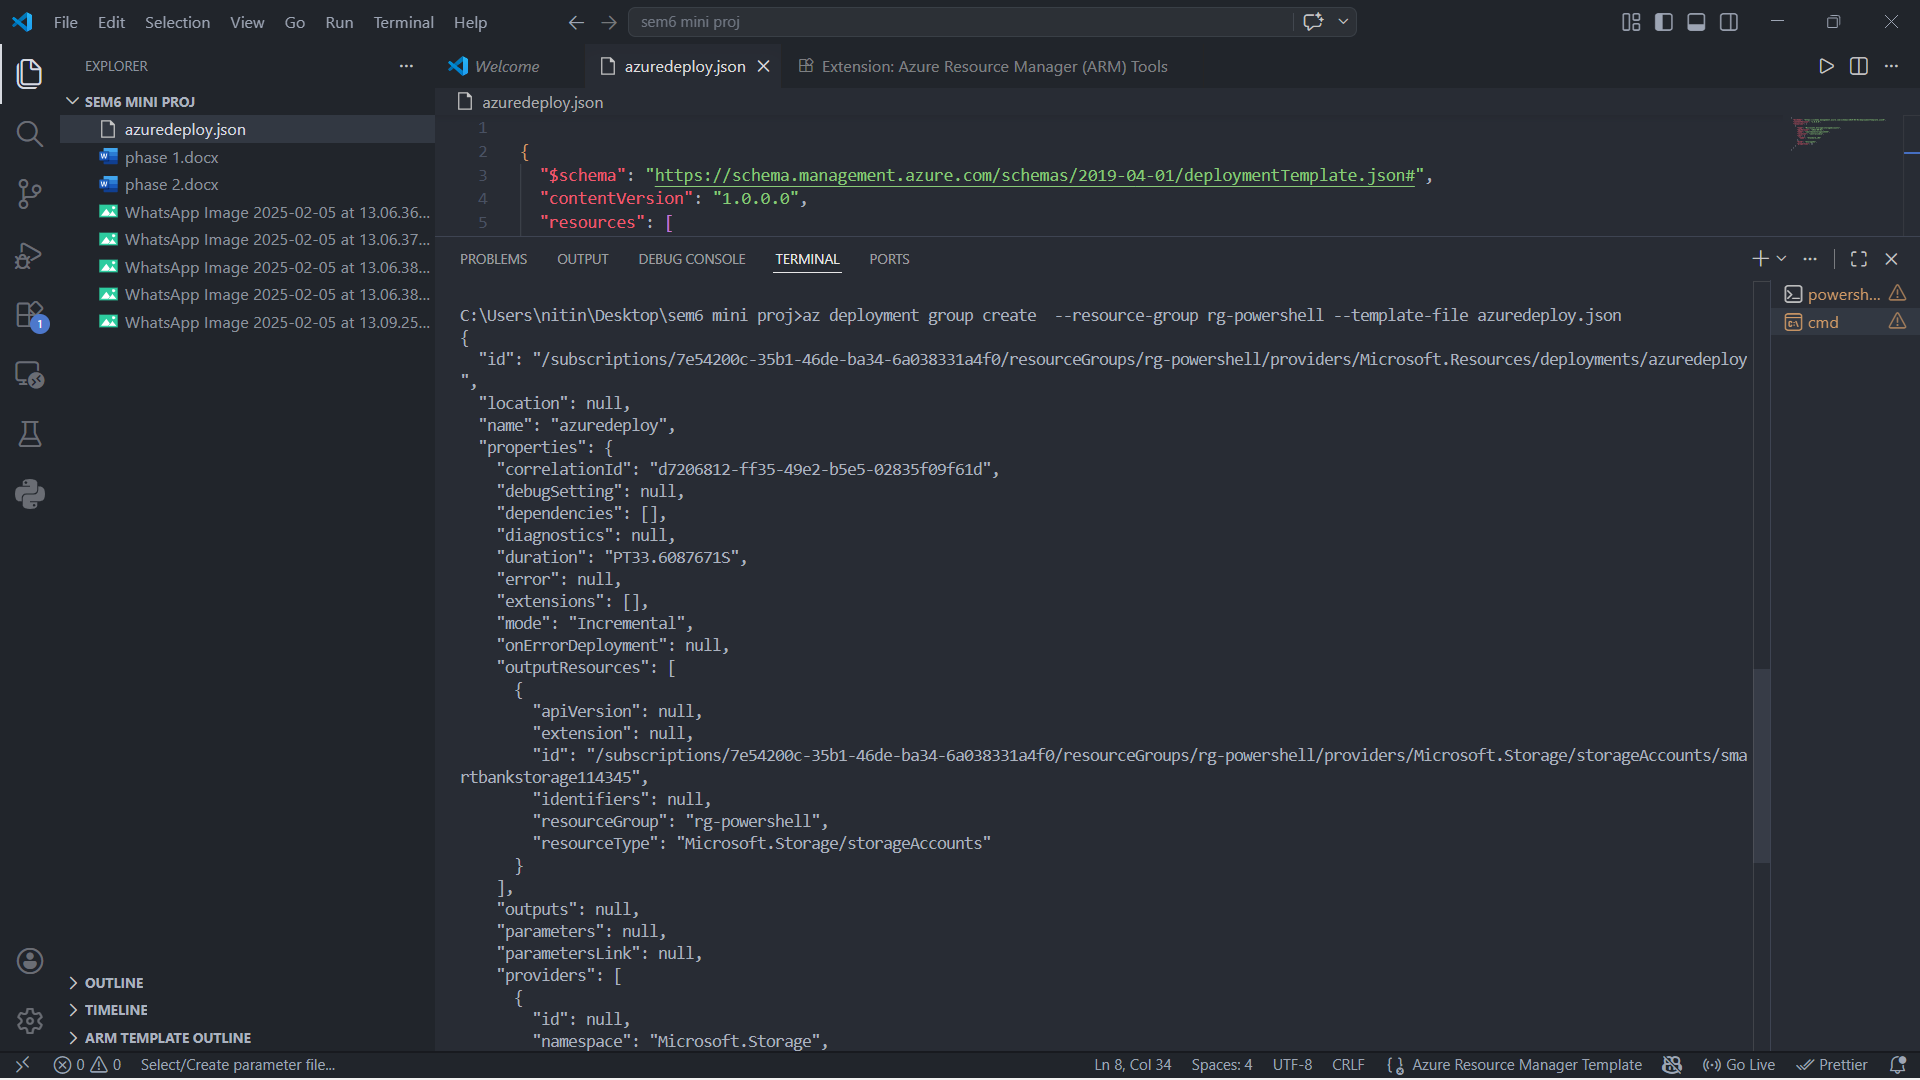 File Edit Selection View Go Run Terminal Help
sem6 mini proj
EXPLORER
SEM6 MINI PROJ
azuredeploy.json
phase 1.docx
phase 2.docx
WhatsApp Image 2025-02-05 at 13.06.36...
WhatsApp Image 2025-02-05 at 13.06.37...
WhatsApp Image 2025-02-05 at 13.06.38...
WhatsApp Image 2025-02-05 at 13.06.38...
WhatsApp Image 2025-02-05 at 13.09.25...
1
OUTLINE
TIMELINE
ARM TEMPLATE OUTLINE
Welcome
azuredeploy.json
Extension: Azure Resource Manager (ARM) Tools
azuredeploy.json
1
2 {
3 "$schema": "https://schema.management.azure.com/schemas/2019-04-01/deploymentTemplate.json#",
4 "contentVersion": "1.0.0.0",
5 "resources": [
PROBLEMS OUTPUT DEBUG CONSOLE TERMINAL PORTS
powersh...
cmd
C:\Users\nitin\Desktop\sem6 mini proj>az deployment group create  --resource-group rg-powershell --template-file azuredeploy.json
{
"id": "/subscriptions/7e54200c-35b1-46de-ba34-6a038331a4f0/resourceGroups/rg-powershell/providers/Microsoft.Resources/deployments/azuredeploy
",
"location": null,
"name": "azuredeploy",
"properties": {
"correlationId": "d7206812-ff35-49e2-b5e5-02835f09f61d",
"debugSetting": null,
"dependencies": [],
"diagnostics": null,
"duration": "PT33.6087671S",
"error": null,
"extensions": [],
"mode": "Incremental",
"onErrorDeployment": null,
"outputResources": [
{
"apiVersion": null,
"extension": null,
"id": "/subscriptions/7e54200c-35b1-46de-ba34-6a038331a4f0/resourceGroups/rg-powershell/providers/Microsoft.Storage/storageAccounts/sma
rtbankstorage114345",
"identifiers": null,
"resourceGroup": "rg-powershell",
"resourceType": "Microsoft.Storage/storageAccounts"
}
],
"outputs": null,
"parameters": null,
"parametersLink": null,
"providers": [
{
"id": null,
"namespace": "Microsoft.Storage",
0 0 Select/Create parameter file... Ln 8, Col 34 Spaces: 4 UTF-8 CRLF Azure Resource Manager Template Go Live Prettier